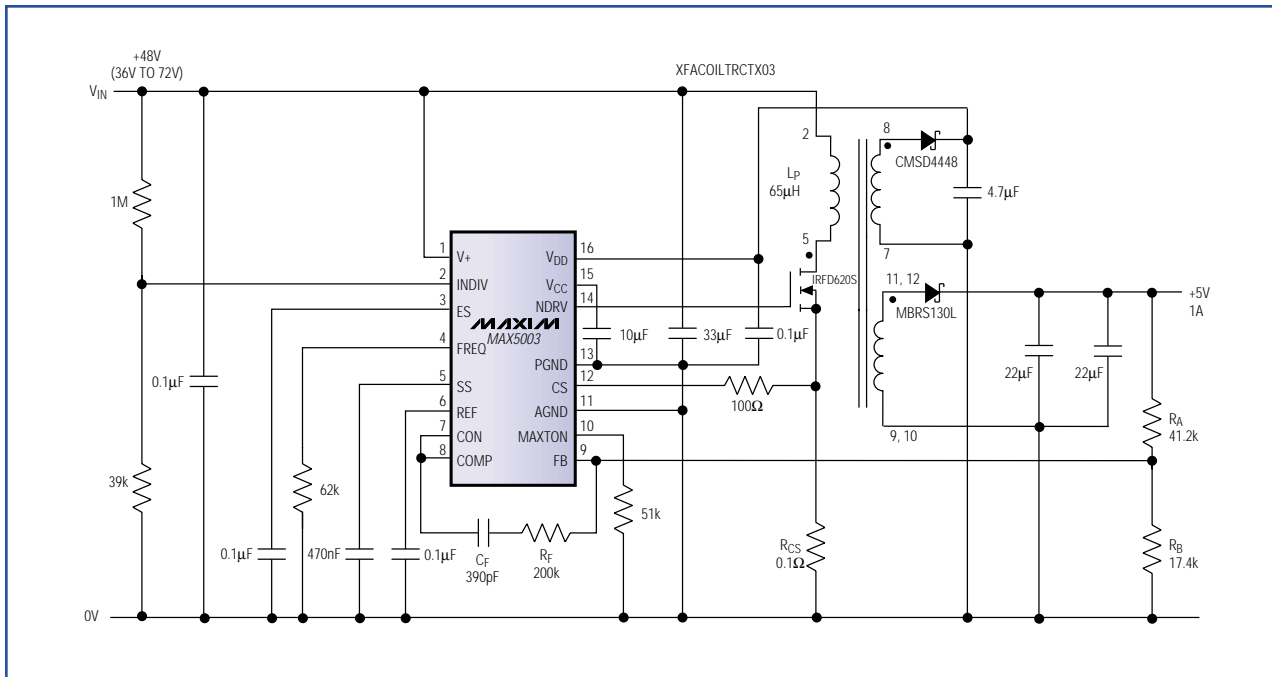 +48V
(36V TO 72V)
VIN
XFACOILTRCTX03
2
8
CMSD4448
LP
65µH
4.7µF
1M
5
7
1
V+
VDD
16
2
INDIV
VCC
15
3
ES
NDRV
14
IRFD620S
11, 12
MBRS130L
+5V
1A
MAXIM
MAX5003
4
FREQ
10µF
33µF
0.1µF
PGND
13
0.1µF
5
SS
CS
12
100Ω
22µF
22µF
6
REF
AGND
11
7
CON
MAXTON
10
8
COMP
FB
9
9, 10
RA
41.2k
39k
62k
51k
0.1µF
470nF
0.1µF
CF
390pF
RF
200k
RCS
0.1Ω
RB
17.4k
0V